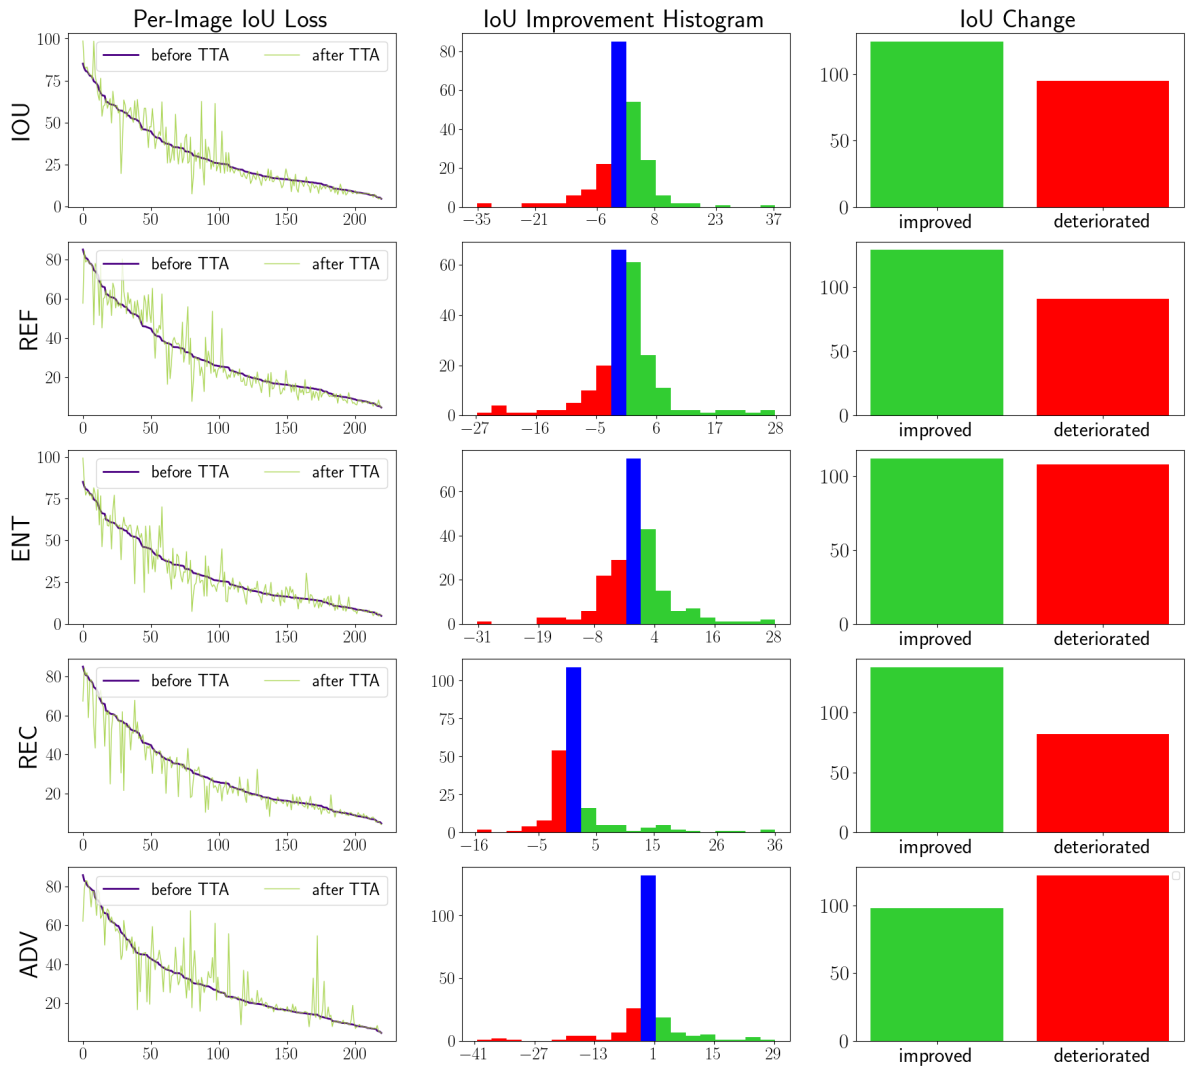 Per-Image IoU Loss IoU Improvement Histogram IoU Change
IOU
before TTA after TTA
100
75
50
25
0
0 50 100 150 200
80
60
40
20
0
−35 −21 −6 8 23 37
100
50
0
improved deteriorated
REF
before TTA after TTA
80
60
40
20
0 50 100 150 200
60
40
20
0
−27 −16 −5 6 17 28
100
50
0
improved deteriorated
ENT
before TTA after TTA
100
75
50
25
0
0 50 100 150 200
60
40
20
0
−31 −19 −8 4 16 28
100
50
0
improved deteriorated
REC
before TTA after TTA
80
60
40
20
0 50 100 150 200
100
75
50
25
0
−16 −5 5 15 26 36
100
50
0
improved deteriorated
ADV
before TTA after TTA
80
60
40
20
0 50 100 150 200
100
50
0
−41 −27 −13 1 15 29
100
50
0
improved deteriorated